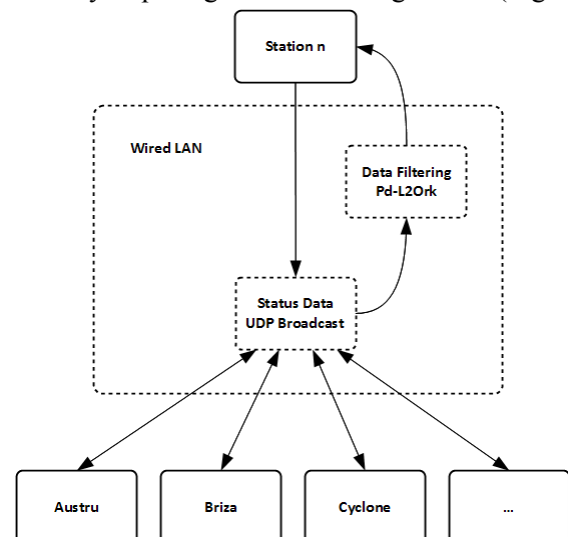 Station n
Wired LAN
Data Filtering
Pd-L2Ork
Status Data
UDP Broadcast
Austru
Briza
Cyclone
...